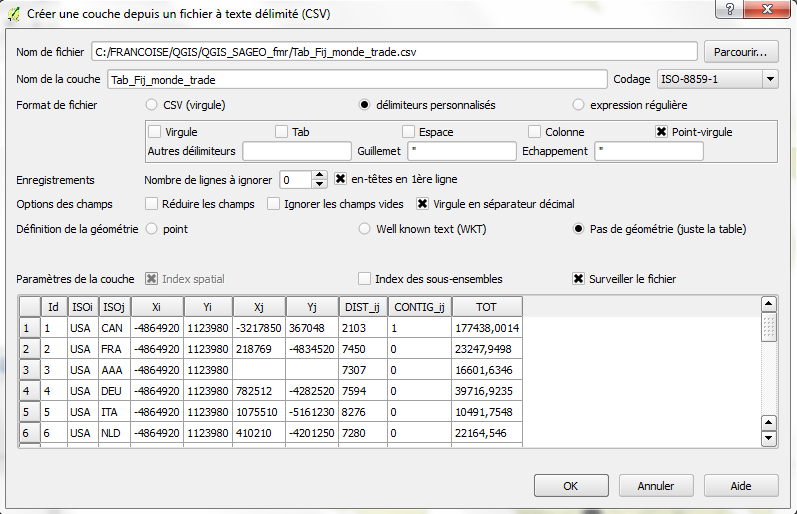 Créer une couche depuis un fichier à texte délimité (CSV)
Nom de fichier C:/FRANCOISE/QGIS/QGIS_SAGEO_fmr/Tab_Fij_monde_trade.csv Parcourir...
Nom de la couche Tab_Fij_monde_trade Codage ISO-8859-1
Format de fichier CSV (virgule) délimiteurs personnalisés expression régulière
Virgule Tab Espace Colonne Point-virgule
Autres délimiteurs Guillemet " Echappement "
Enregistrements Nombre de lignes à ignorer 0 en-têtes en 1ère ligne
Options des champs Réduire les champs Ignorer les champs vides Virgule en séparateur décimal
Définition de la géométrie point Well known text (WKT) Pas de géométrie (juste la table)
Paramètres de la couche Index spatial Index des sous-ensembles Surveiller le fichier
Id ISOi ISOj Xi Yi Xj Yj DIST_ij CONTIG_ij TOT
1 1 USA CAN -4864920 1123980 -3217850 367048 2103 1 177438,0014
2 2 USA FRA -4864920 1123980 218769 -4834520 7450 0 23247,9498
3 3 USA AAA -4864920 1123980 7307 0 16601,6346
4 4 USA DEU -4864920 1123980 782512 -4282520 7594 0 39716,9235
5 5 USA ITA -4864920 1123980 1075510 -5161230 8276 0 10491,7548
6 6 USA NLD -4864920 1123980 410210 -4201250 7280 0 22164,546
OK Annuler Aide